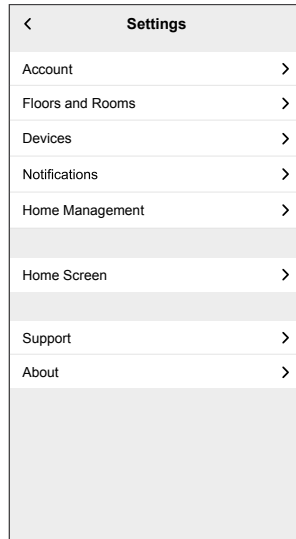 Settings
Account
Floors and Rooms
Devices
Notifications
Home Management
Home Screen
Support
About